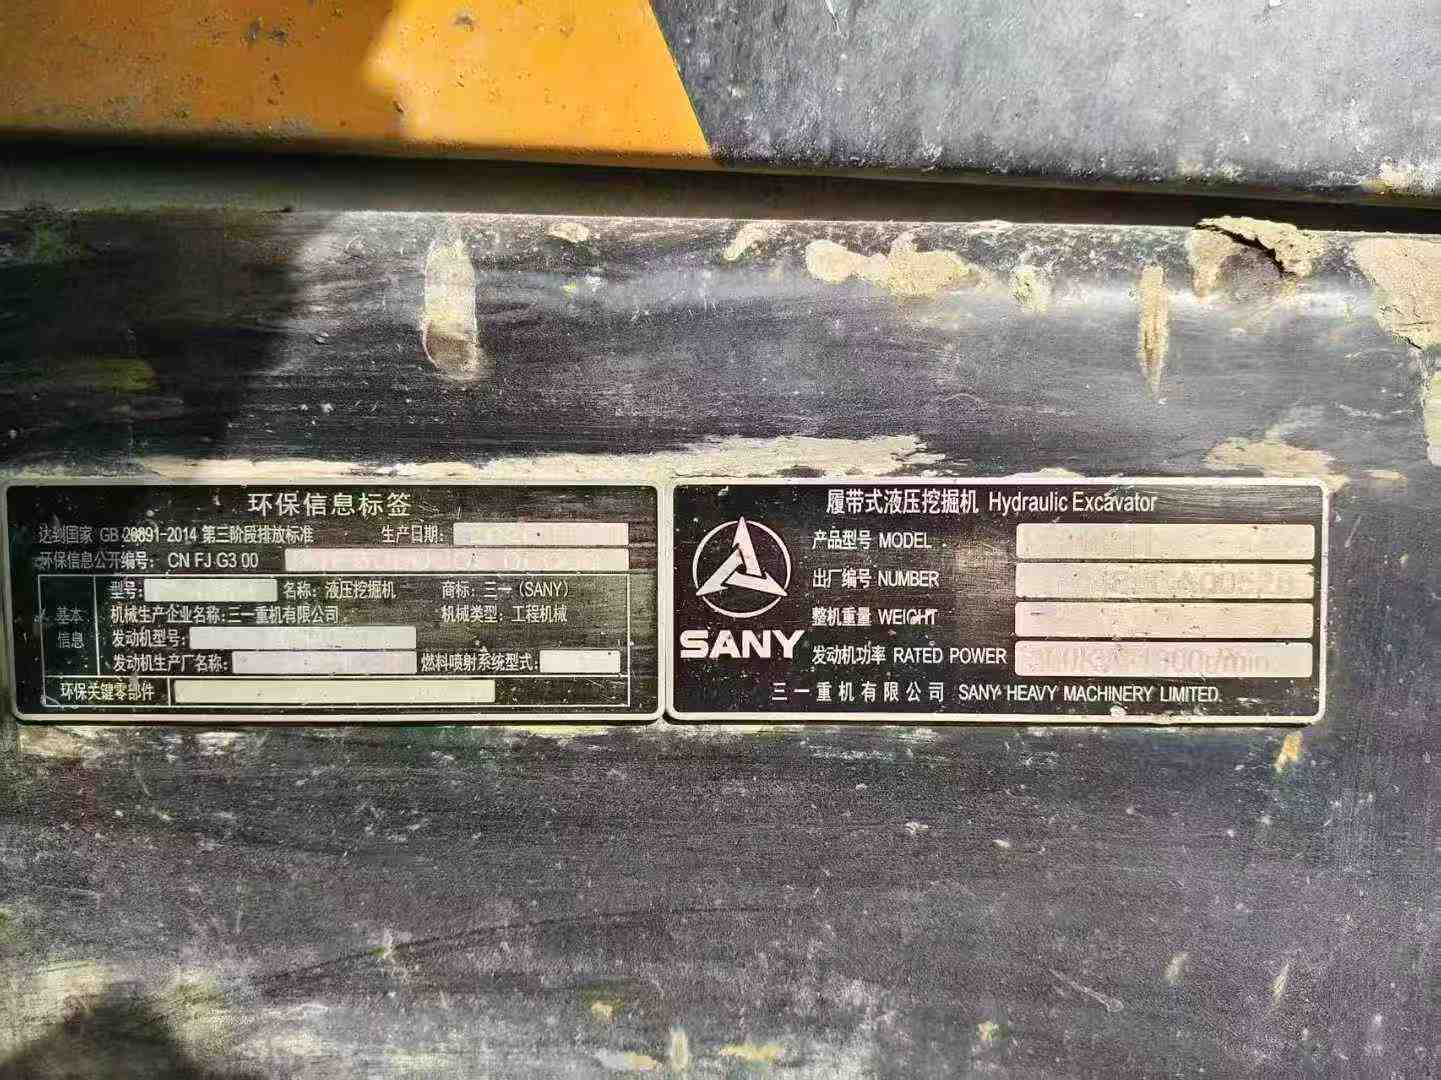 环保信息标签
达到国家 GB 20891-2014 第三阶段排放标准 生产日期:
环保信息公开编号: CN FJ G3 00
基本信息
型号: 名称: 液压挖掘机 商标: 三一 (SANY)
机械生产企业名称: 三一重机有限公司 机械类型: 工程机械
发动机型号:
发动机生产厂名称: 燃料喷射系统型式:
环保关键零部件
SANY
履带式液压挖掘机 Hydraulic Excavator
产品型号 MODEL
出厂编号 NUMBER
整机重量 WEIGHT
发动机功率 RATED POWER
三一重机有限公司 SANY HEAVY MACHINERY LIMITED